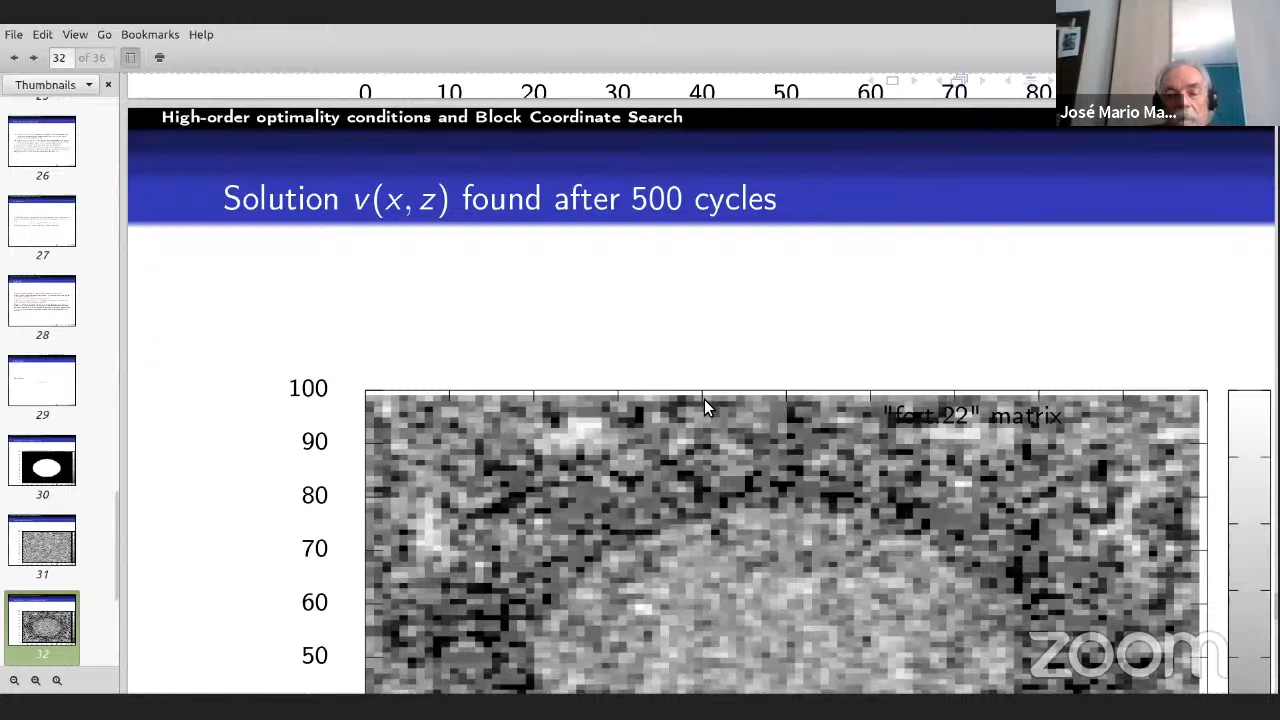 File Edit View Go Bookmarks Help
32 of 36
Thumbnails
0 10 20 30 40 50 60 70 80
High-order optimality conditions and Block Coordinate Search
José Mario Ma...
Solution v(x, z) found after 500 cycles
25
26
27
28
29
30
31
32
100
"fort.22" matrix
90
80
70
60
50
zoom